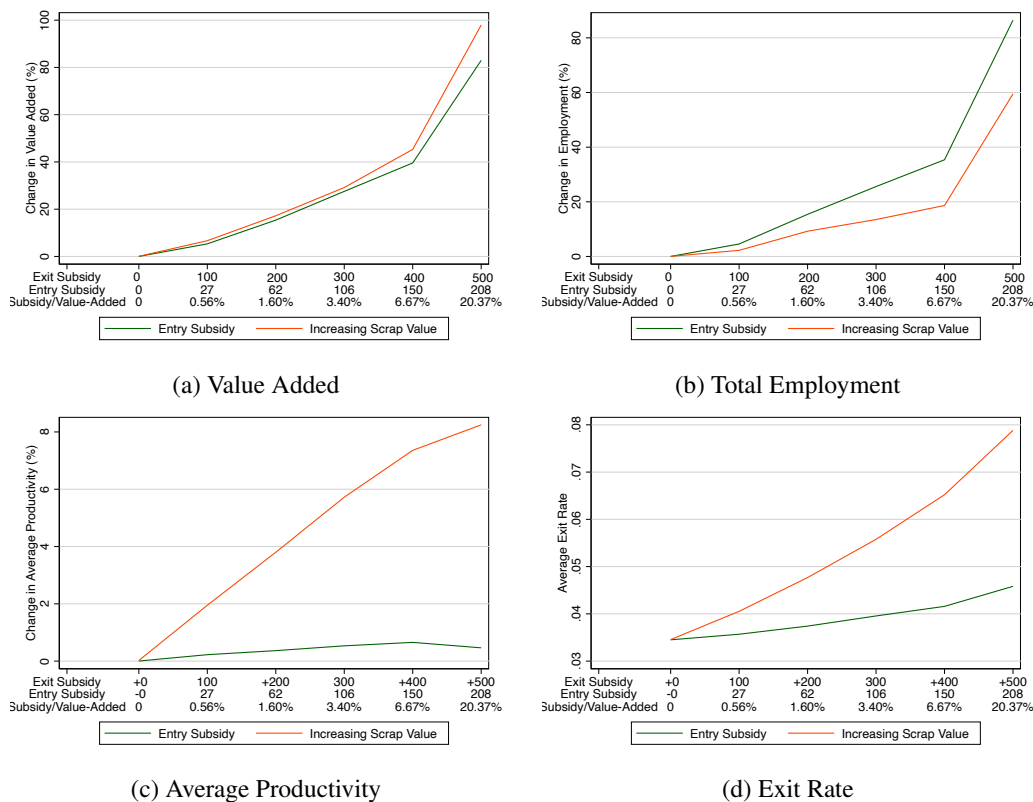 Change in Value Added (%)
0 20 40 60 80 100
Exit Subsidy 0 100 200 300 400 500
Entry Subsidy 0 27 62 106 150 208
Subsidy/Value-Added 0 0.56% 1.60% 3.40% 6.67% 20.37%
Entry Subsidy Increasing Scrap Value
(a) Value Added
Change in Employment (%)
0 20 40 60 80
Exit Subsidy 0 100 200 300 400 500
Entry Subsidy 0 27 62 106 150 208
Subsidy/Value-Added 0 0.56% 1.60% 3.40% 6.67% 20.37%
Entry Subsidy Increasing Scrap Value
(b) Total Employment
Change in Average Productivity (%)
0 2 4 6 8
Exit Subsidy +0 100 +200 300 +400 +500
Entry Subsidy -0 27 62 106 150 208
Subsidy/Value-Added 0 0.56% 1.60% 3.40% 6.67% 20.37%
Entry Subsidy Increasing Scrap Value
(c) Average Productivity
Average Exit Rate
.03 .04 .05 .06 .07 .08
Exit Subsidy +0 100 +200 300 +400 +500
Entry Subsidy -0 27 62 106 150 208
Subsidy/Value-Added 0 0.56% 1.60% 3.40% 6.67% 20.37%
Entry Subsidy Increasing Scrap Value
(d) Exit Rate